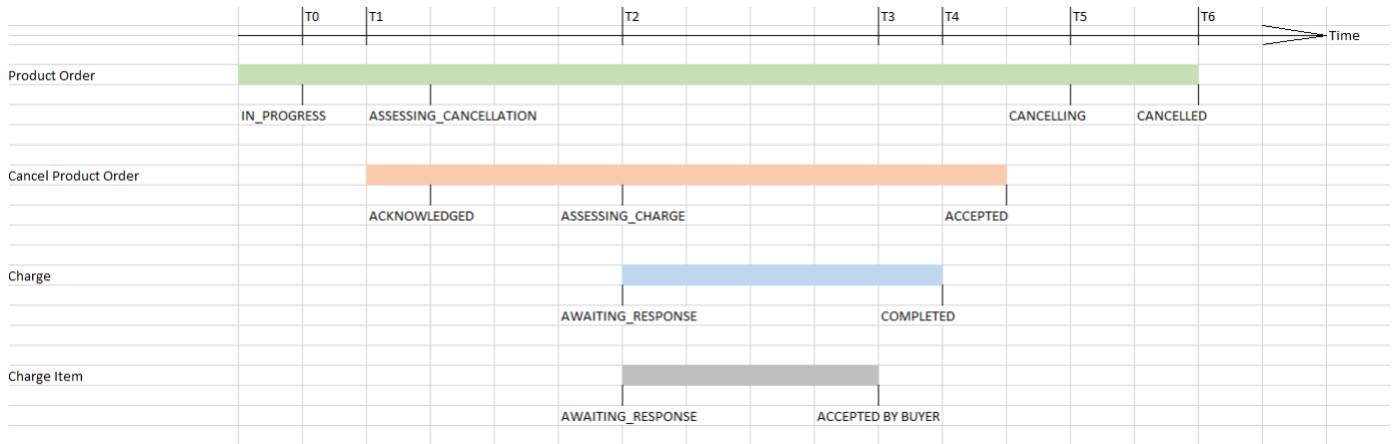 T0 T1 T2 T3 T4 T5 T6
Time
Product Order
IN_PROGRESS ASSESSING_CANCELLATION CANCELLING CANCELLED
Cancel Product Order
ACKNOWLEDGED ASSESSING_CHARGE ACCEPTED
Charge
AWAITING_RESPONSE COMPLETED
Charge Item
AWAITING_RESPONSE ACCEPTED BY BUYER